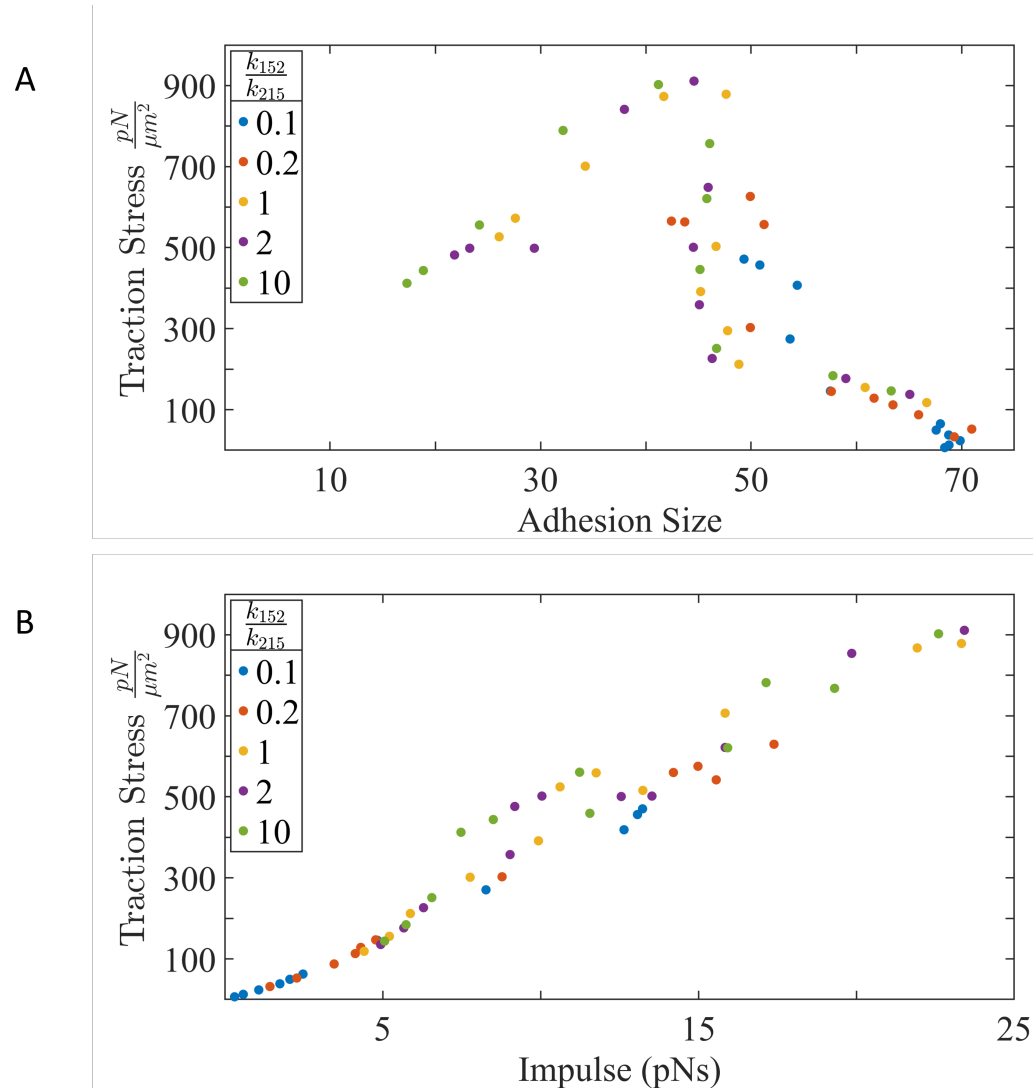 A
Traction Stress pN/μm²
900
700
500
300
100
k152/k215
0.1
0.2
1
2
10
10 30 50 70
Adhesion Size
B
Traction Stress pN/μm²
900
700
500
300
100
k152/k215
0.1
0.2
1
2
10
5 15 25
Impulse (pNs)